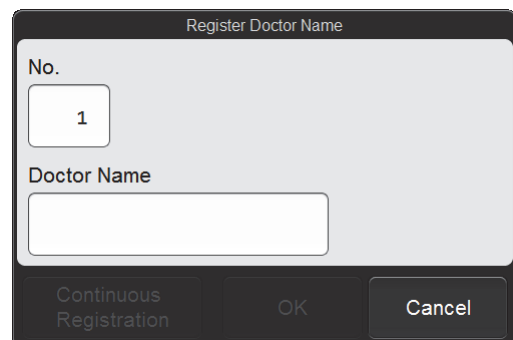 Register Doctor Name
No.
1
Doctor Name
Continuous
Registration
OK
Cancel